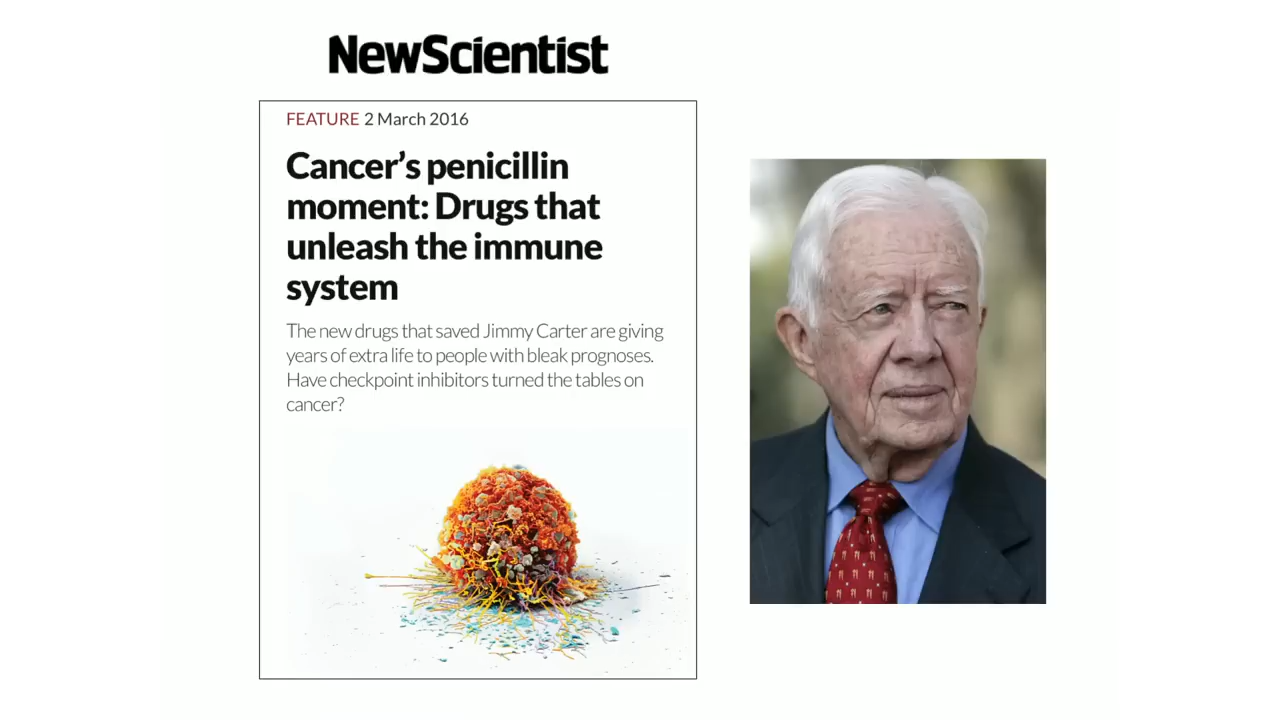 NewScientist
FEATURE 2 March 2016
Cancer’s penicillin
moment: Drugs that
unleash the immune
system
The new drugs that saved Jimmy Carter are giving
years of extra life to people with bleak prognoses.
Have checkpoint inhibitors turned the tables on
cancer?